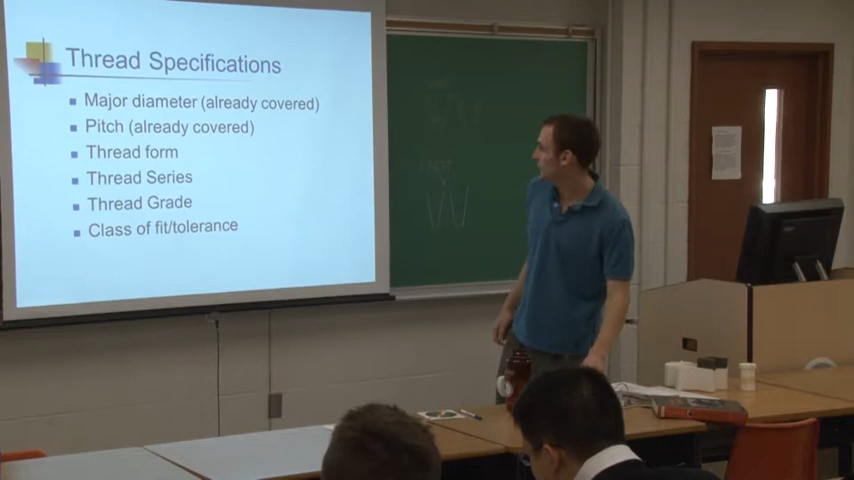 Thread Specifications
Major diameter (already covered)
Pitch (already covered)
Thread form
Thread Series
Thread Grade
Class of fit/tolerance